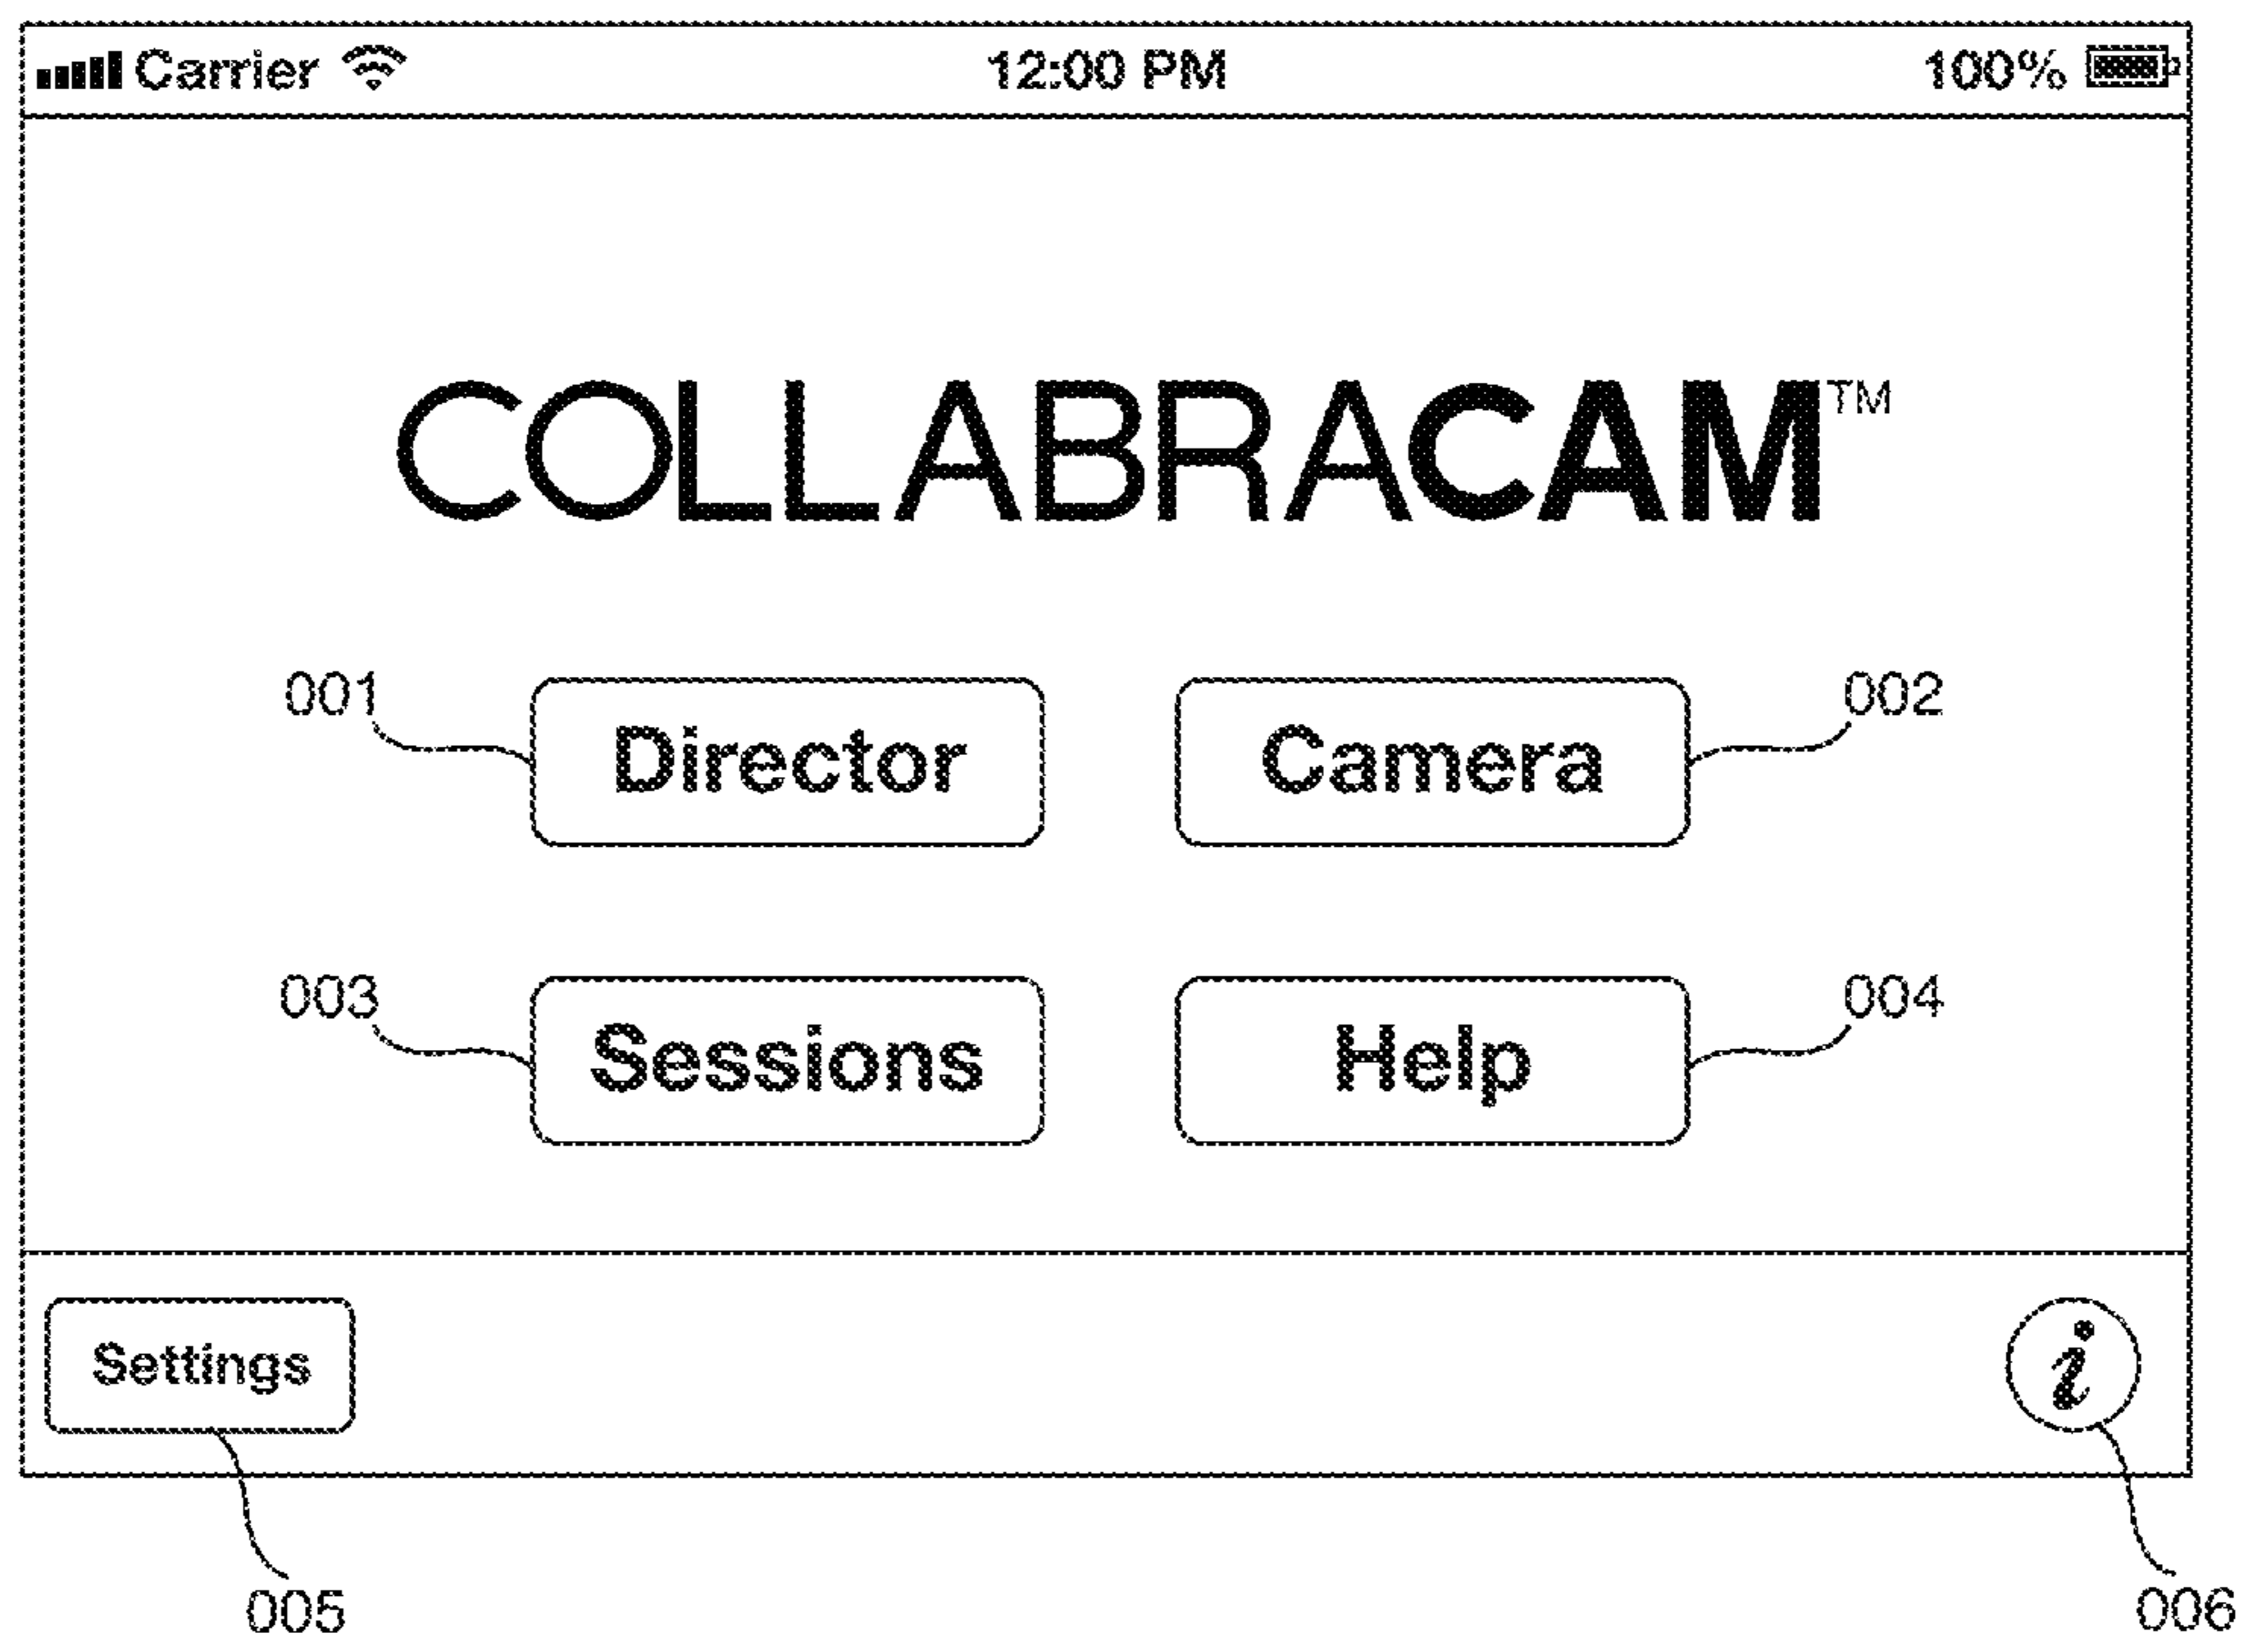 Carrier 12:00 PM 100%
COLLABRACAM™
001 Director Camera 002
003 Sessions Help 004
Settings i
005 006